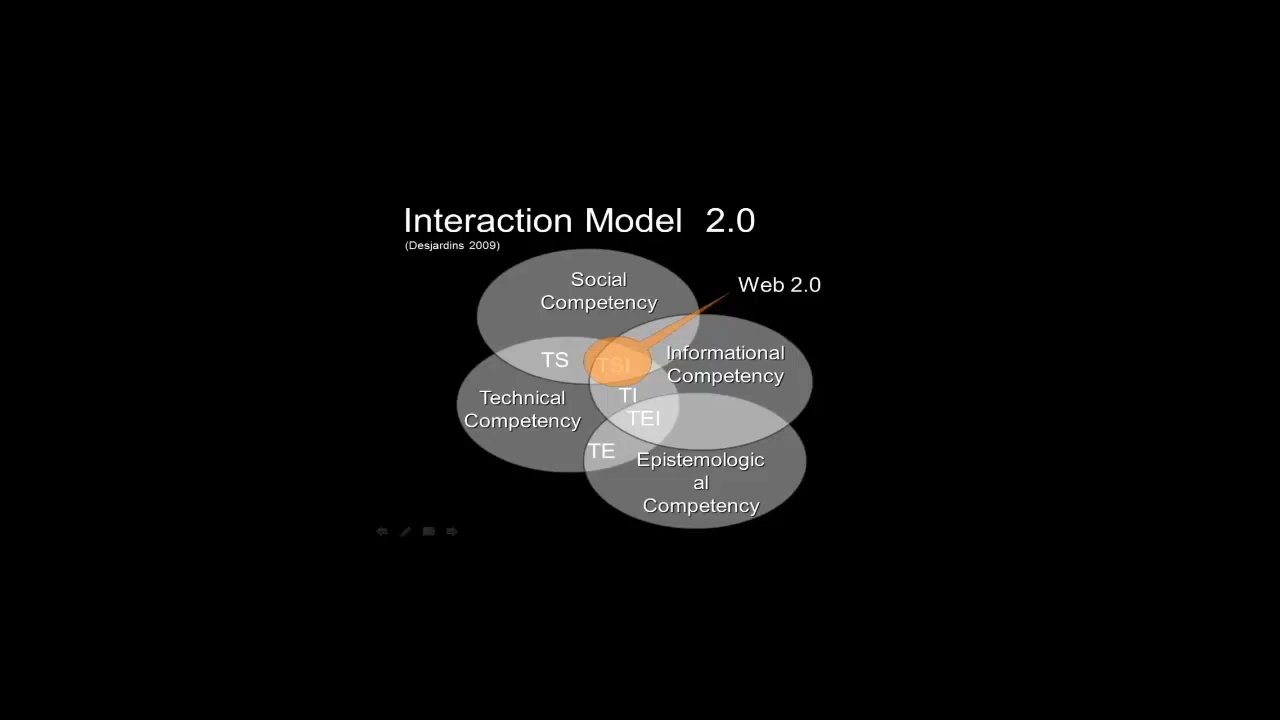 Interaction Model 2.0
(Desjardins 2009)
Social
Competency
Web 2.0
TS
TSI
Informational
Competency
Technical
Competency
TI
TEI
TE
Epistemologic
al
Competency